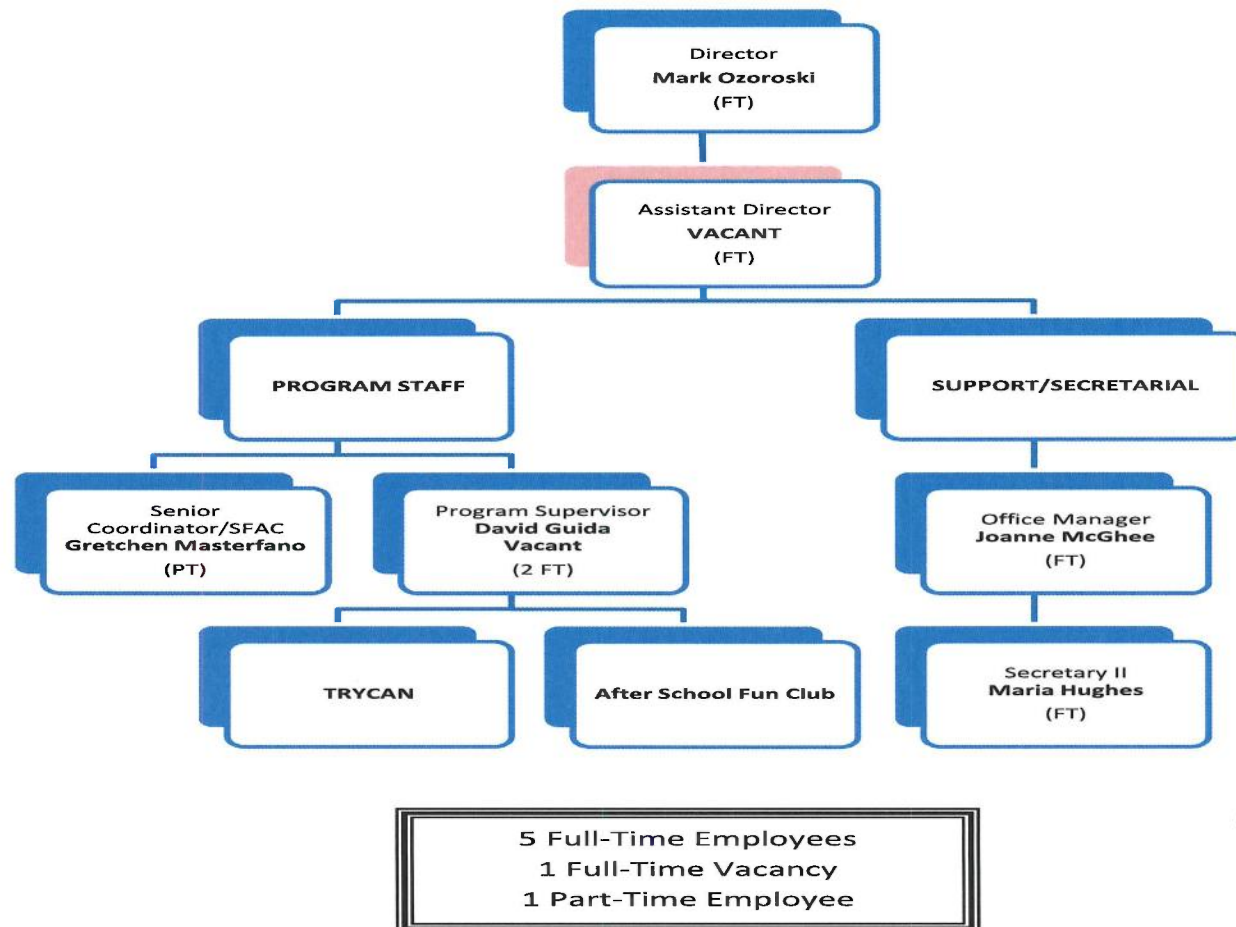 Director
Mark Ozoroski
(FT)
Assistant Director
VACANT
(FT)
PROGRAM STAFF
SUPPORT/SECRETARIAL
Senior
Coordinator/SFAC
Gretchen Masterfano
(PT)
Program Supervisor
David Guida
Vacant
(2 FT)
Office Manager
Joanne McGhee
(FT)
TRYCAN
After School Fun Club
Secretary II
Maria Hughes
(FT)
5 Full-Time Employees
1 Full-Time Vacancy
1 Part-Time Employee